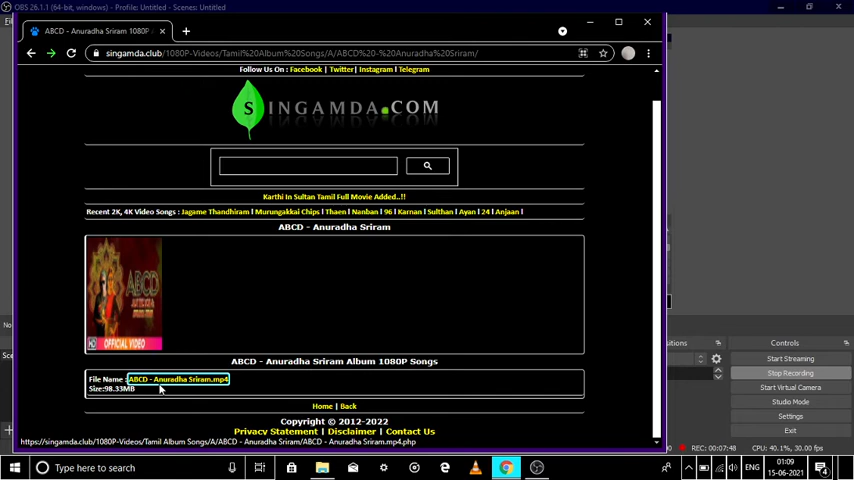 OBS 26.1.1 (64-bit, windows) - Profile: Untitled - Scenes: Untitled
ABCD - Anuradha Sriram 1080P
singamda.club/1080P-Videos/Tamil%20Album%20Songs/A/ABCD%20-%20Anuradha%20Sriram/
Follow Us On : Facebook | Twitter| Instagram l Telegram
SINGAMDA.COM
Karthi In Sultan Tamil Full Movie Added..!!
Recent 2K, 4K Video Songs : Jagame Thandhiram l Murungakkai Chips l Thaen l Nanban l 96 l Karnan l Sulthan l Ayan l 24 l Anjaan l
ABCD - Anuradha Sriram
ABCD
HD OFFICIAL VIDEO
ABCD - Anuradha Sriram Album 1080P Songs
File Name : ABCD - Anuradha Sriram.mp4
Size:98.33MB
Home | Back
Copyright © 2012-2022
Privacy Statement | Disclaimer | Contact Us
https://singamda.club/1080P-Videos/Tamil Album Songs/A/ABCD - Anuradha Sriram/ABCD - Anuradha Sriram.mp4.php
Controls
Start Streaming
Stop Recording
Start Virtual Camera
Studio Mode
Settings
Exit
REC: 00:07:48
CPU: 40.1%, 30.00 fps
Type here to search
ENG
01:09
15-06-2021
4